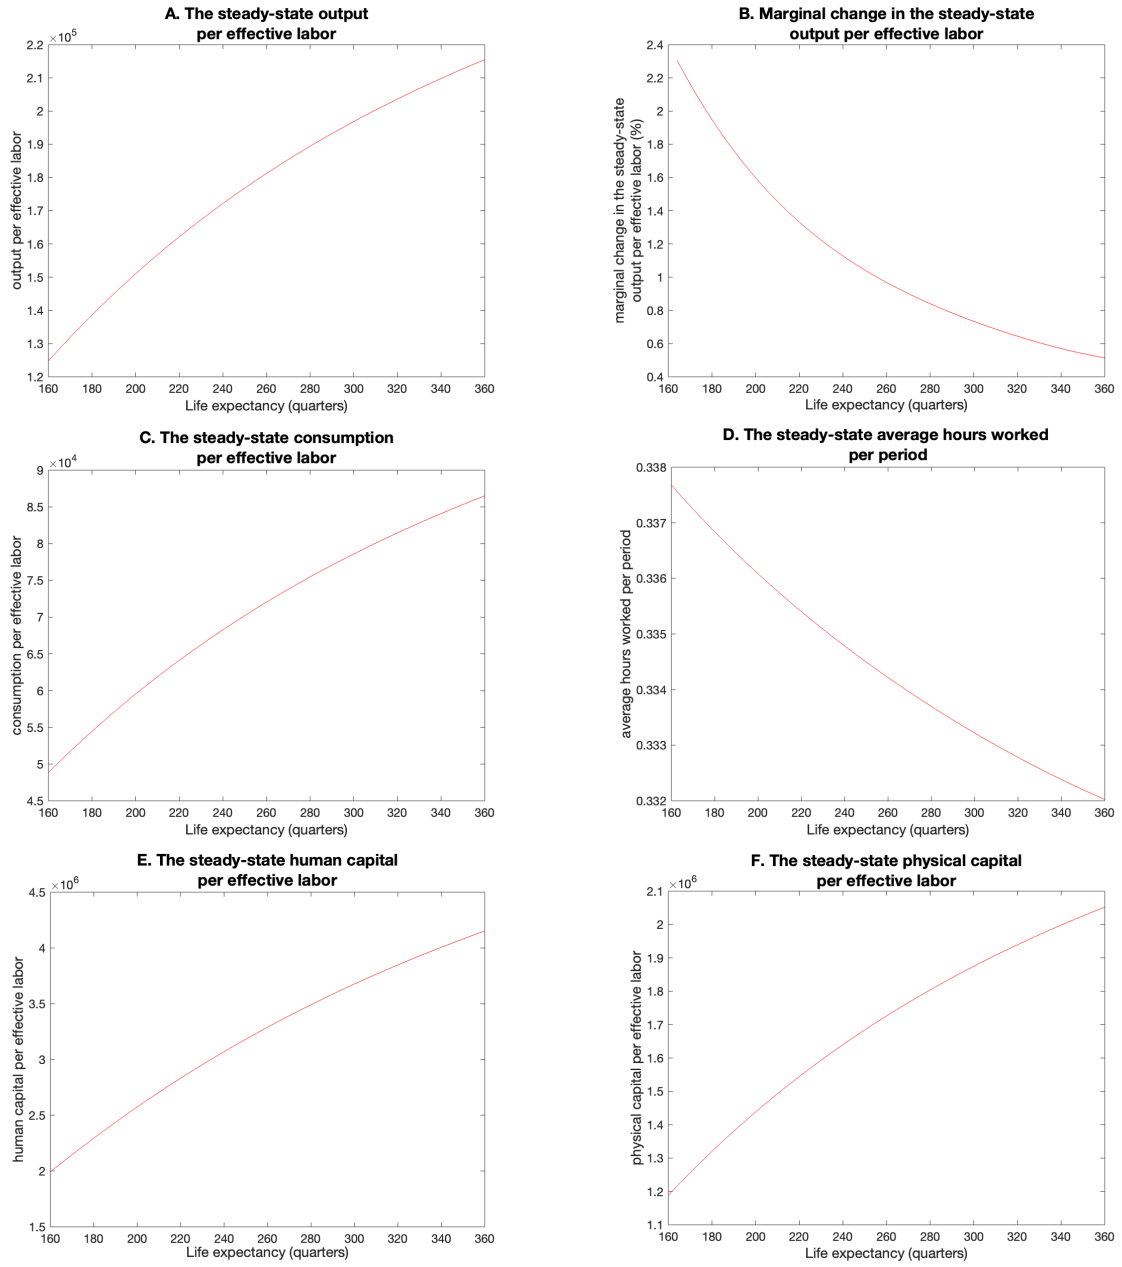 A. The steady-state output
per effective labor
×10⁵
2.2
2.1
2
1.9
1.8
1.7
1.6
1.5
1.4
1.3
1.2
output per effective labor
160 180 200 220 240 260 280 300 320 340 360
Life expectancy (quarters)
B. Marginal change in the steady-state
output per effective labor
2.4
2.2
2
1.8
1.6
1.4
1.2
1
0.8
0.6
0.4
marginal change in the steady-state
output per effective labor (%)
160 180 200 220 240 260 280 300 320 340 360
Life expectancy (quarters)
C. The steady-state consumption
per effective labor
×10⁴
9
8.5
8
7.5
7
6.5
6
5.5
5
4.5
consumption per effective labor
160 180 200 220 240 260 280 300 320 340 360
Life expectancy (quarters)
D. The steady-state average hours worked
per period
0.338
0.337
0.336
0.335
0.334
0.333
0.332
average hours worked per period
160 180 200 220 240 260 280 300 320 340 360
Life expectancy (quarters)
E. The steady-state human capital
per effective labor
×10⁶
4.5
4
3.5
3
2.5
2
1.5
human capital per effective labor
160 180 200 220 240 260 280 300 320 340 360
Life expectancy (quarters)
F. The steady-state physical capital
per effective labor
×10⁶
2.1
2
1.9
1.8
1.7
1.6
1.5
1.4
1.3
1.2
1.1
physical capital per effective labor
160 180 200 220 240 260 280 300 320 340 360
Life expectancy (quarters)